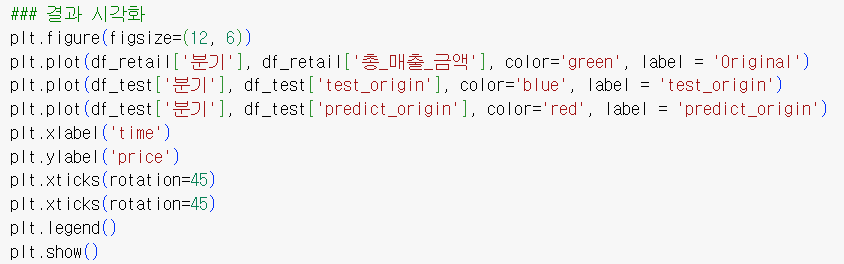 ### 결과 시각화
plt.figure(figsize=(12, 6))
plt.plot(df_retail['분기'], df_retail['총_매출_금액'], color='green', label = 'Original')
plt.plot(df_test['분기'], df_test['test_origin'], color='blue', label = 'test_origin')
plt.plot(df_test['분기'], df_test['predict_origin'], color='red', label = 'predict_origin')
plt.xlabel('time')
plt.ylabel('price')
plt.xticks(rotation=45)
plt.xticks(rotation=45)
plt.legend()
plt.show()